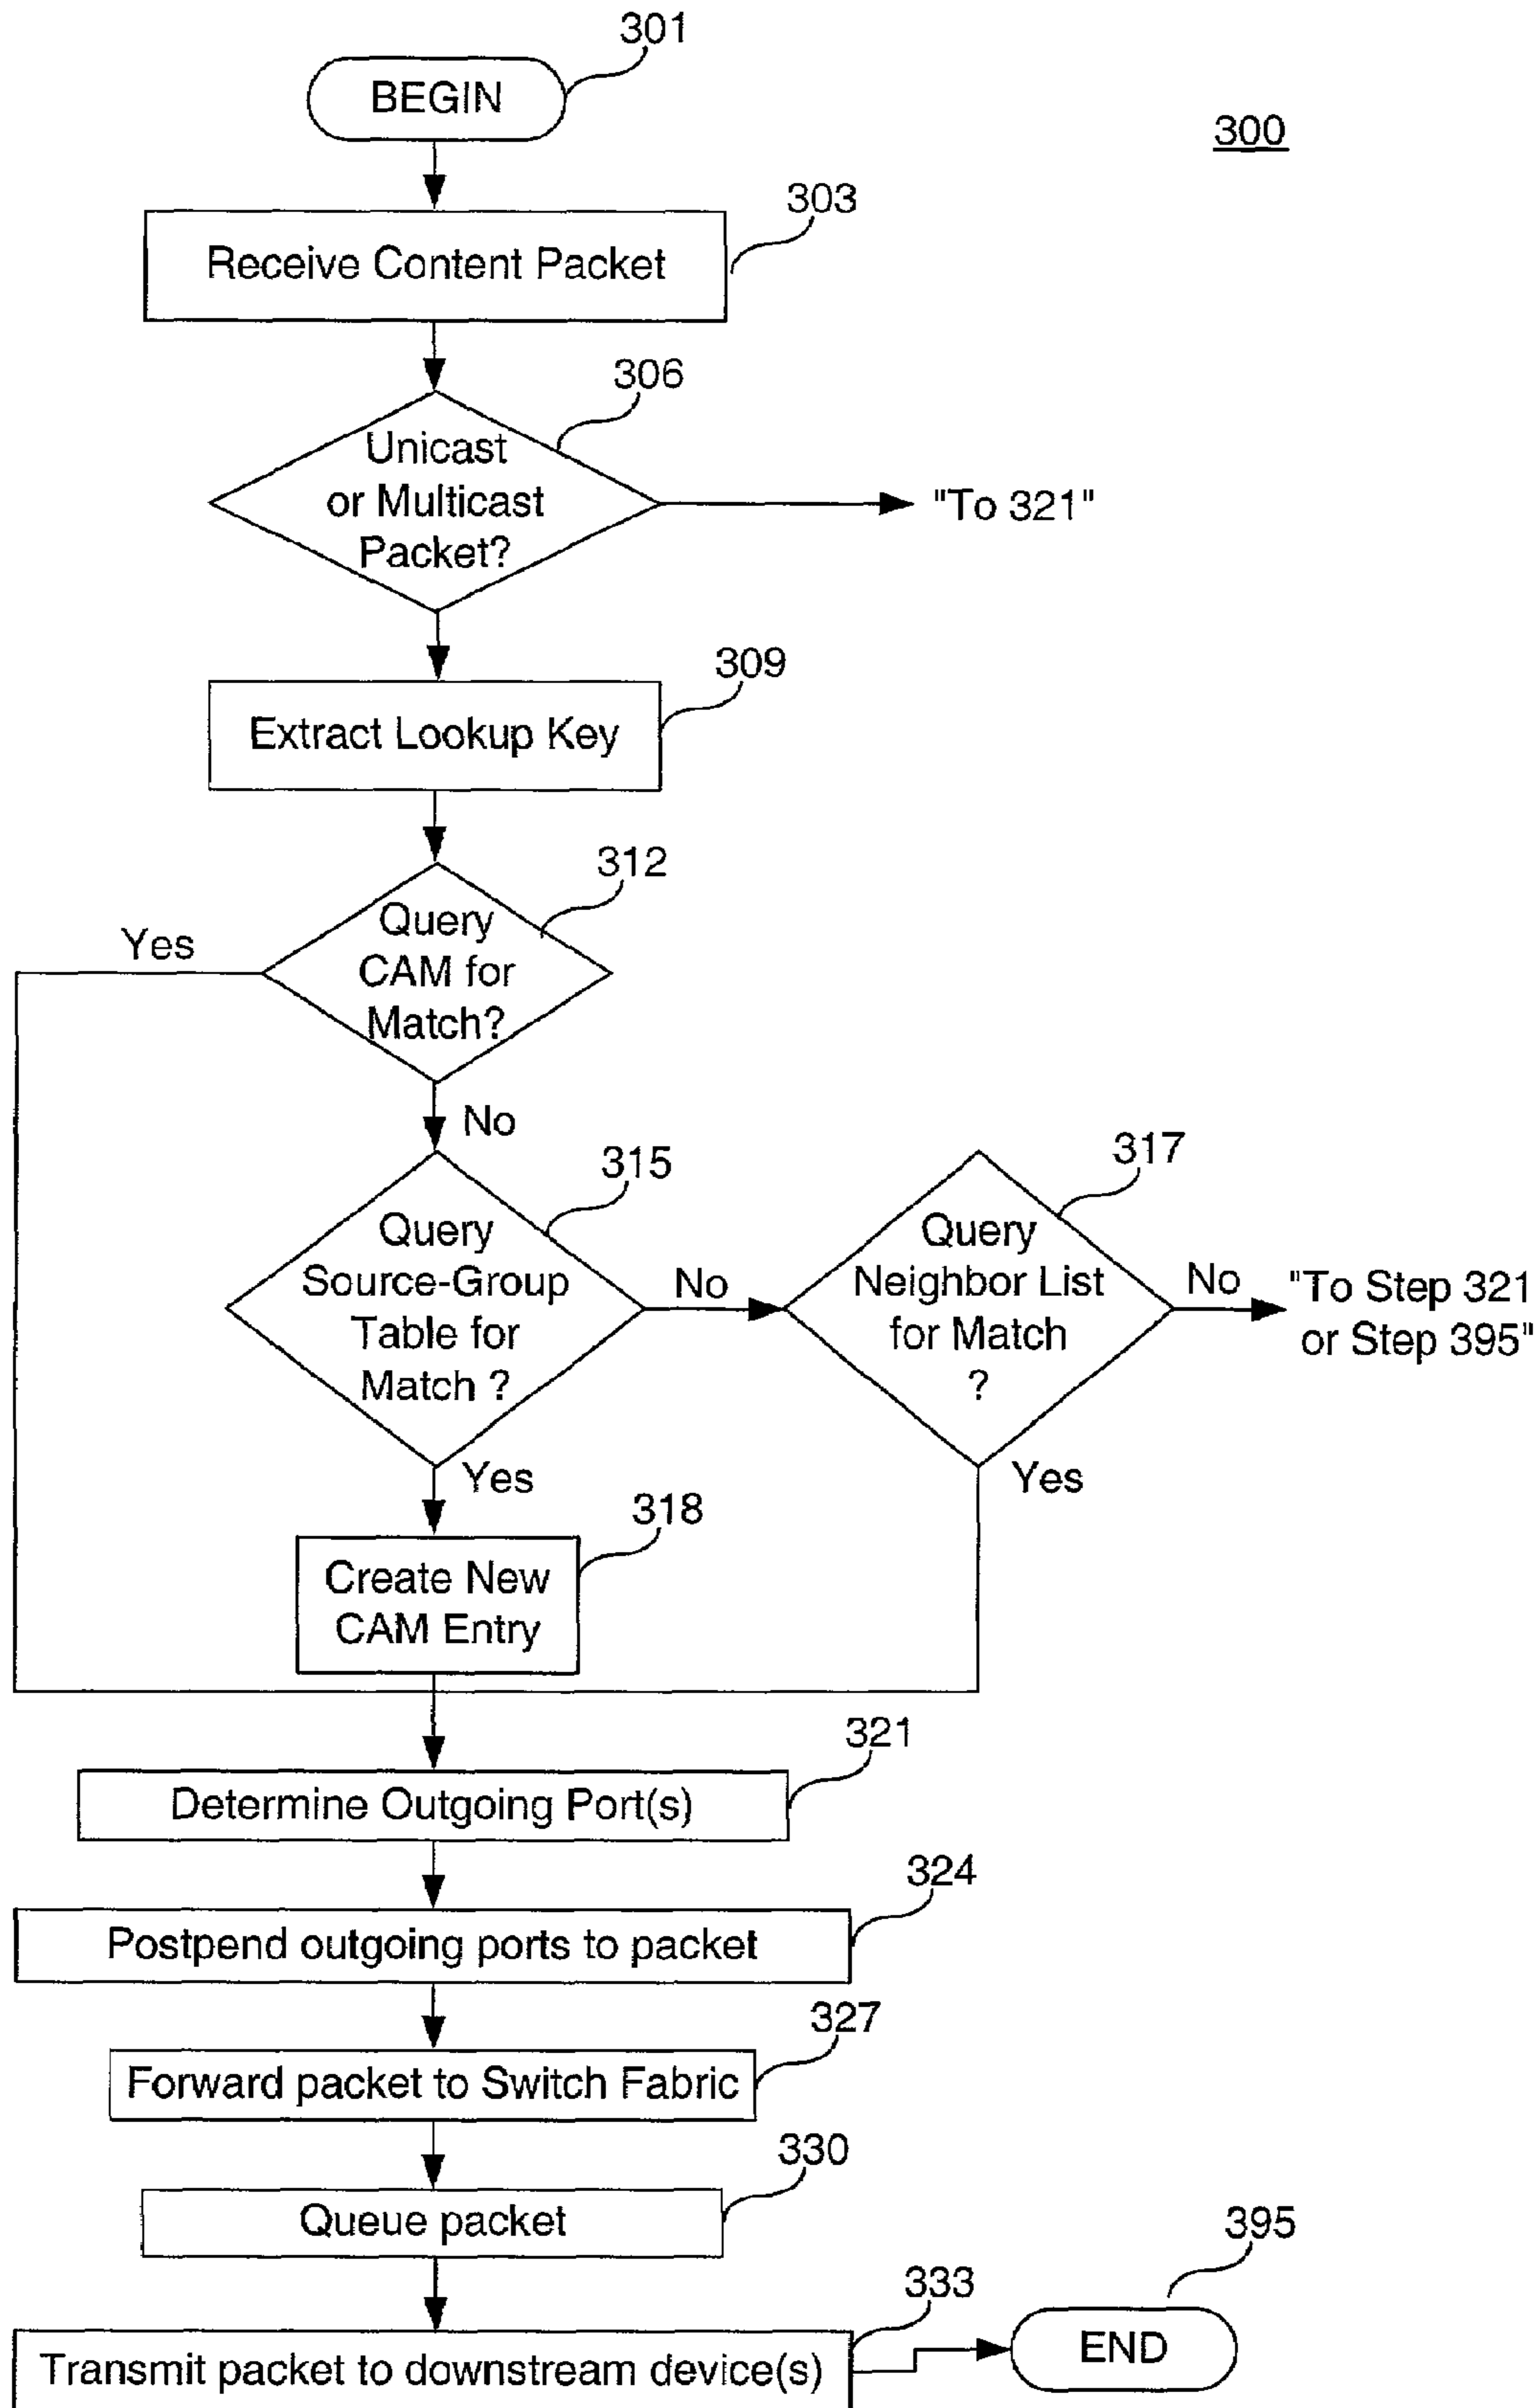 301
BEGIN
300
303
Receive Content Packet
306
Unicast
or Multicast
Packet?
"To 321"
309
Extract Lookup Key
312
Query
CAM for
Match?
Yes
No
315
Query
Source-Group
Table for
Match ?
No
317
Query
Neighbor List
for Match
?
No
"To Step 321
or Step 395"
Yes
Yes
318
Create New
CAM Entry
321
Determine Outgoing Port(s)
324
Postpend outgoing ports to packet
327
Forward packet to Switch Fabric
330
Queue packet
333
Transmit packet to downstream device(s)
395
END